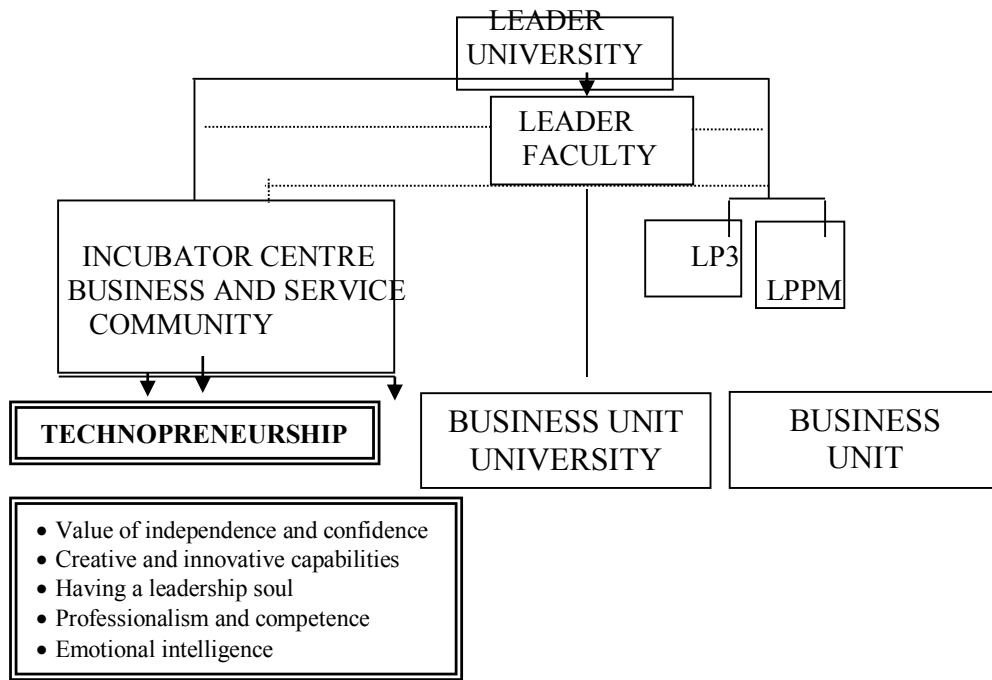 LEADER
UNIVERSITY
LEADER
FACULTY
INCUBATOR CENTRE
BUSINESS AND SERVICE
COMMUNITY
LP3
LPPM
TECHNOPRENEURSHIP
BUSINESS UNIT
UNIVERSITY
BUSINESS
UNIT
• Value of independence and confidence
• Creative and innovative capabilities
• Having a leadership soul
• Professionalism and competence
• Emotional intelligence